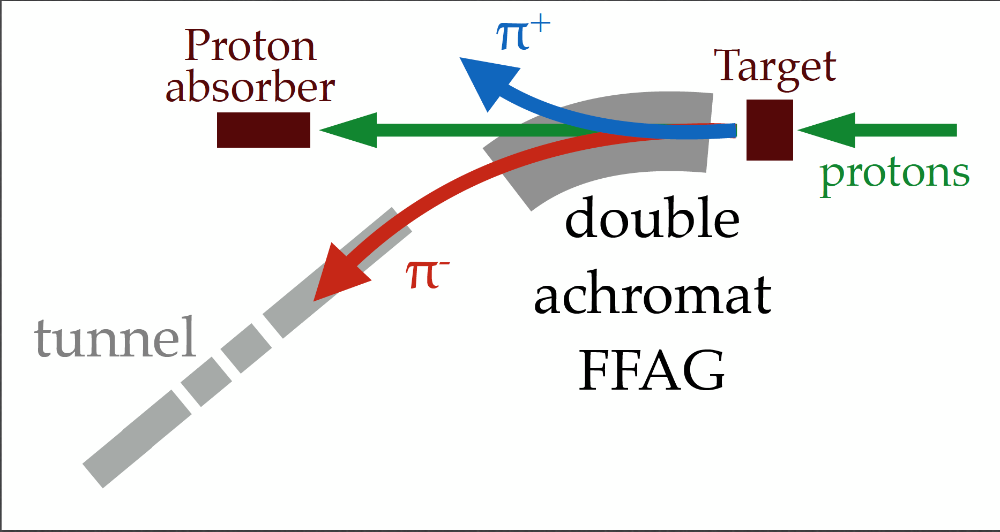 π+
Proton
absorber
Target
protons
double
achromat
FFAG
π-
tunnel